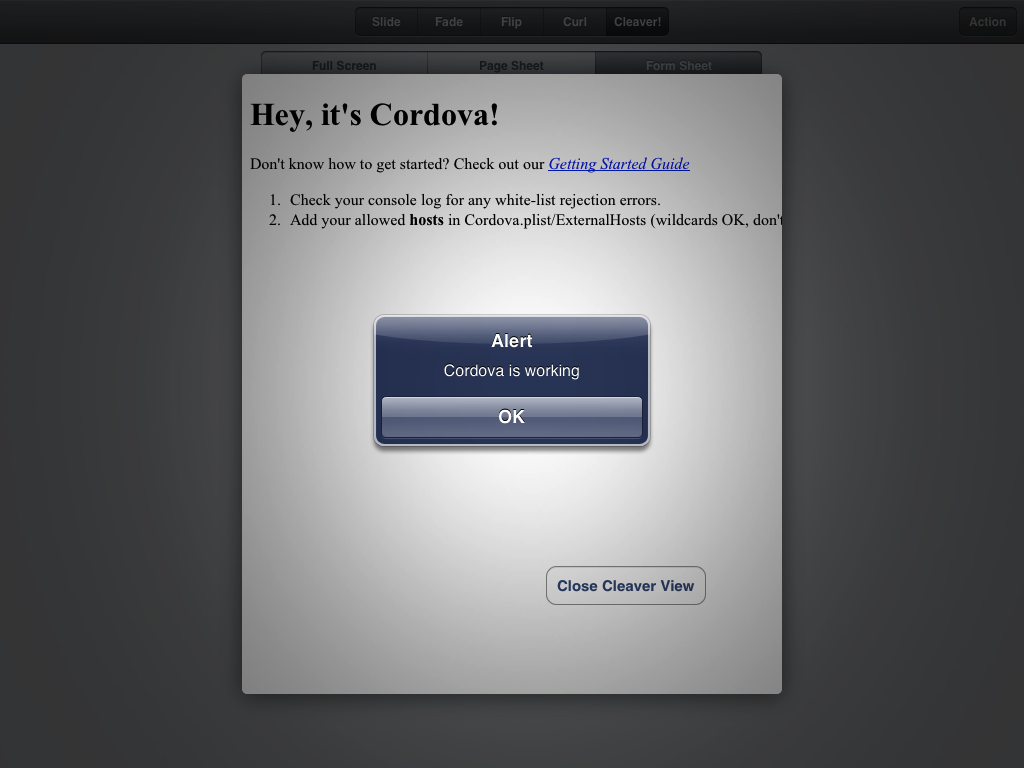 Slide Fade Flip Curl Cleaver! Action
Full Screen Page Sheet Form Sheet
Hey, it's Cordova!
Don't know how to get started? Check out our Getting Started Guide
1. Check your console log for any white-list rejection errors.
2. Add your allowed hosts in Cordova.plist/ExternalHosts (wildcards OK, don't
Alert
Cordova is working
OK
Close Cleaver View